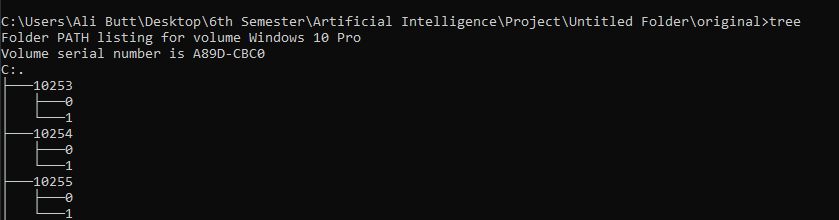 C:\Users\Ali Butt\Desktop\6th Semester\Artificial Intelligence\Project\Untitled Folder\original>tree
Folder PATH listing for volume Windows 10 Pro
Volume serial number is A89D-CBC0
C:.
├───10253
│   ├───0
│   └───1
├───10254
│   ├───0
│   └───1
├───10255
│   ├───0
│   └───1